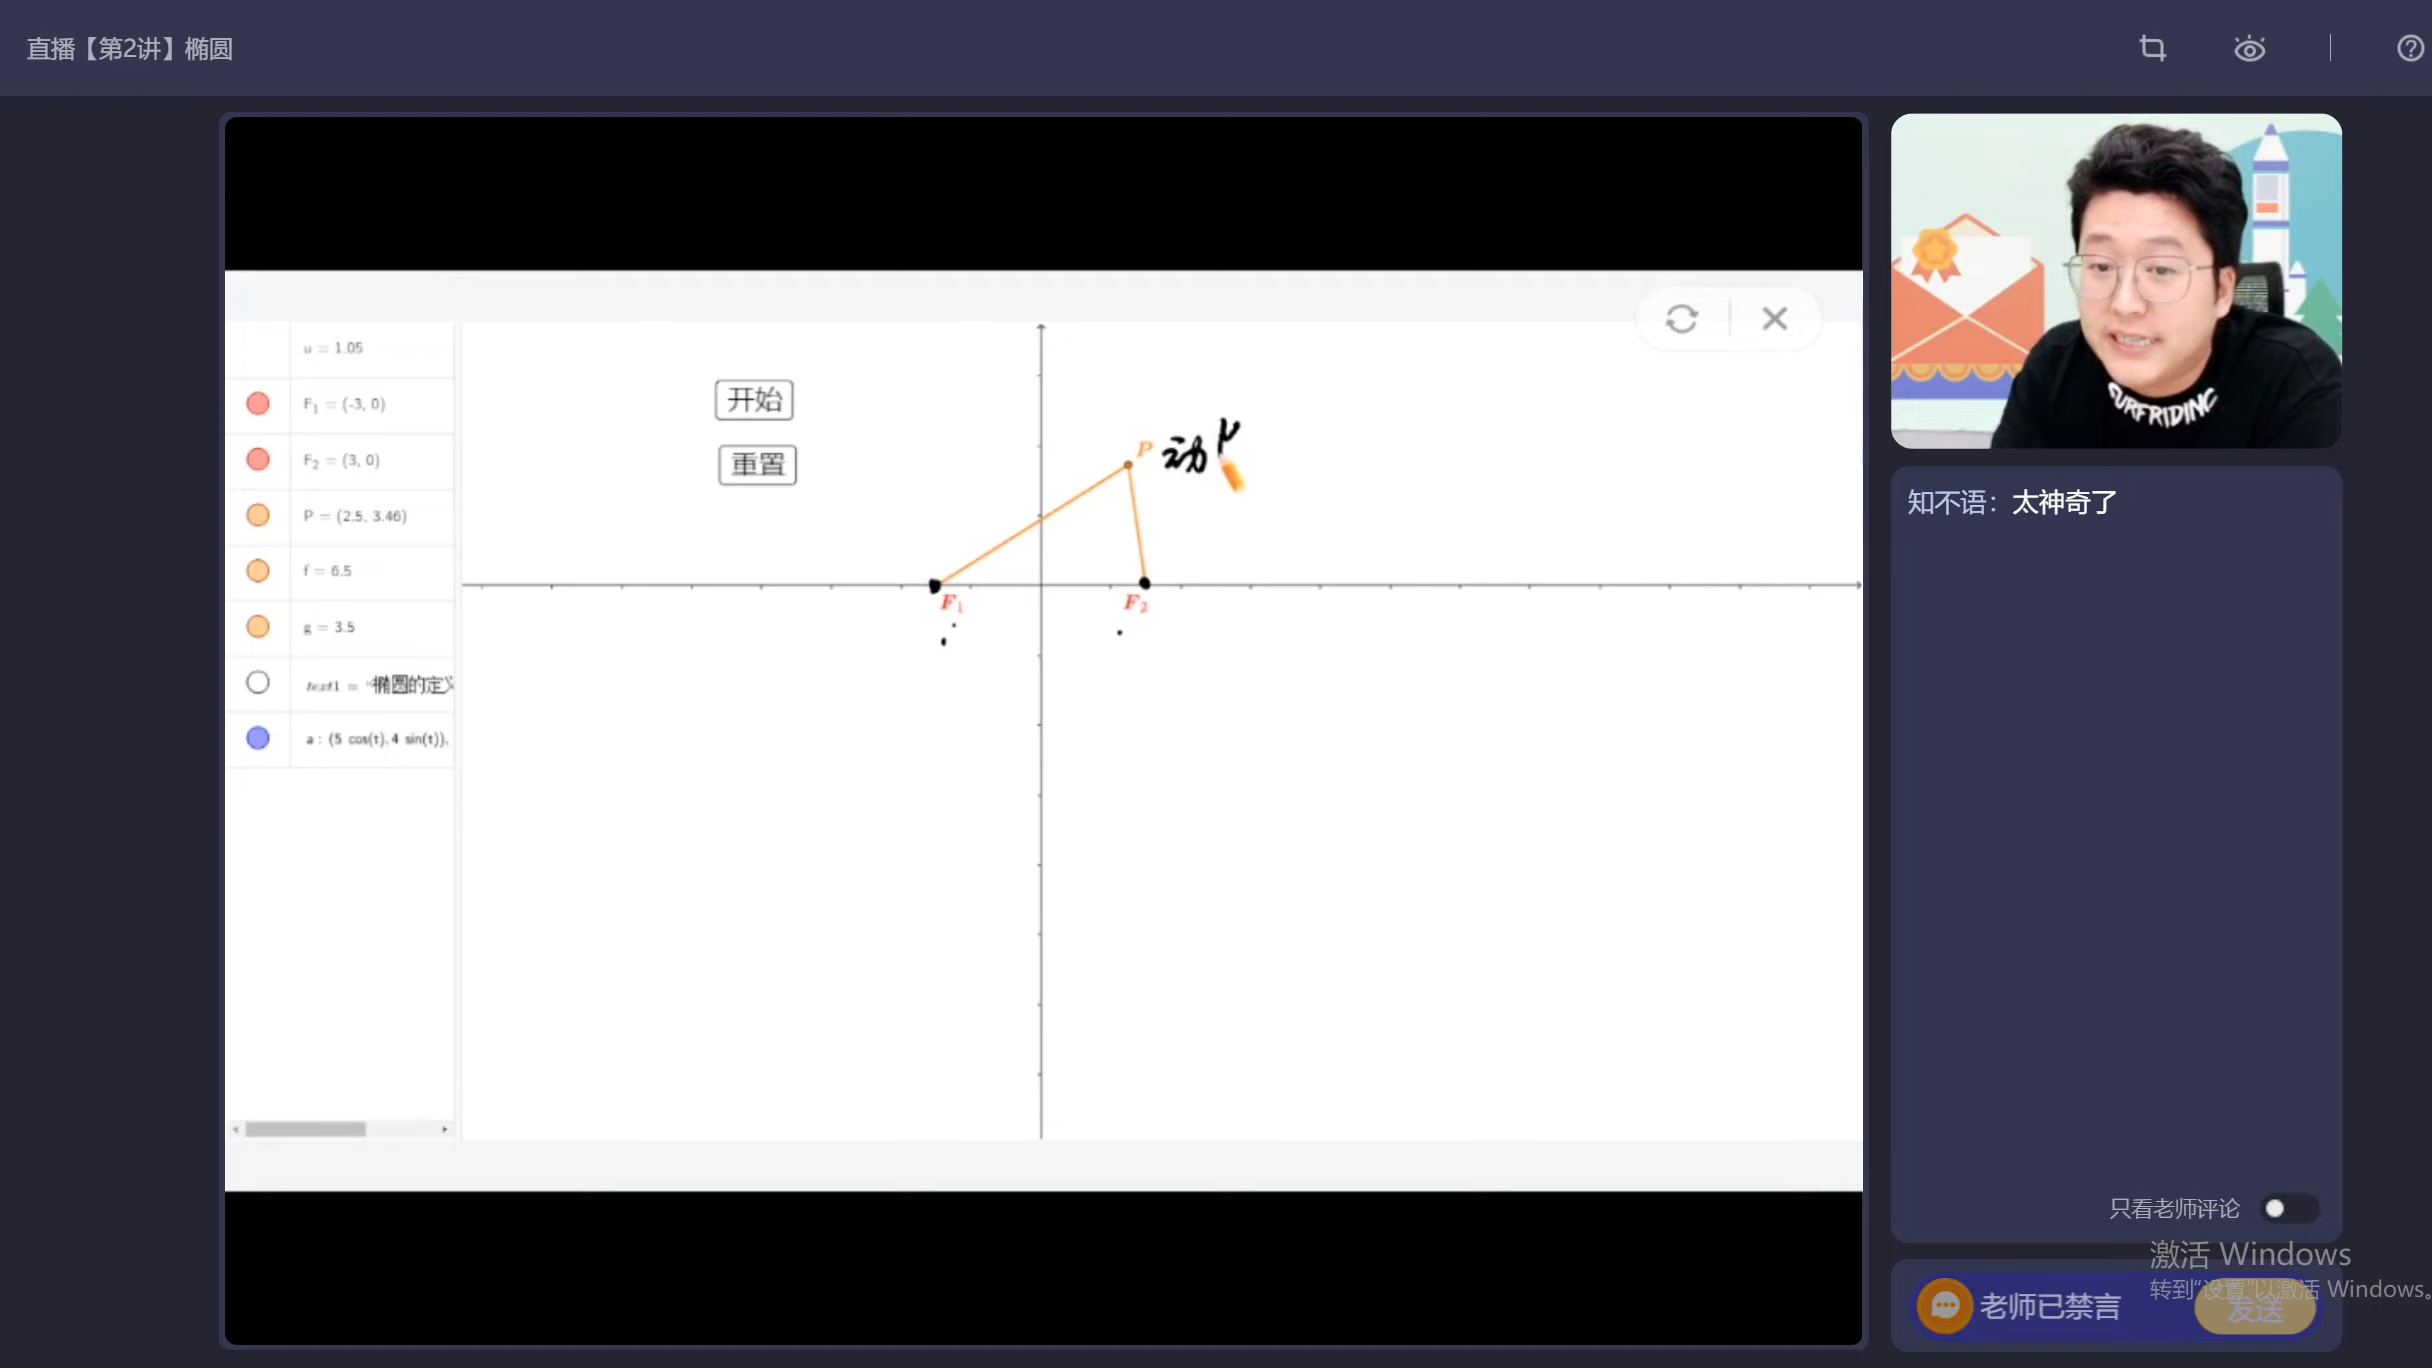 直播【第2讲】椭圆
u = 1.05
F₁ = (-3, 0)
F₂ = (3, 0)
P = (2.5, 3.46)
f = 6.5
g = 3.5
text1 = “椭圆的定义
a : (5 cos(t), 4 sin(t)),
开始
重置
P 动
F₁
F₂
SURFRIDING
知不语：太神奇了
只看老师评论
激活 Windows
转到“设置”以激活 Windows。
老师已禁言
发送